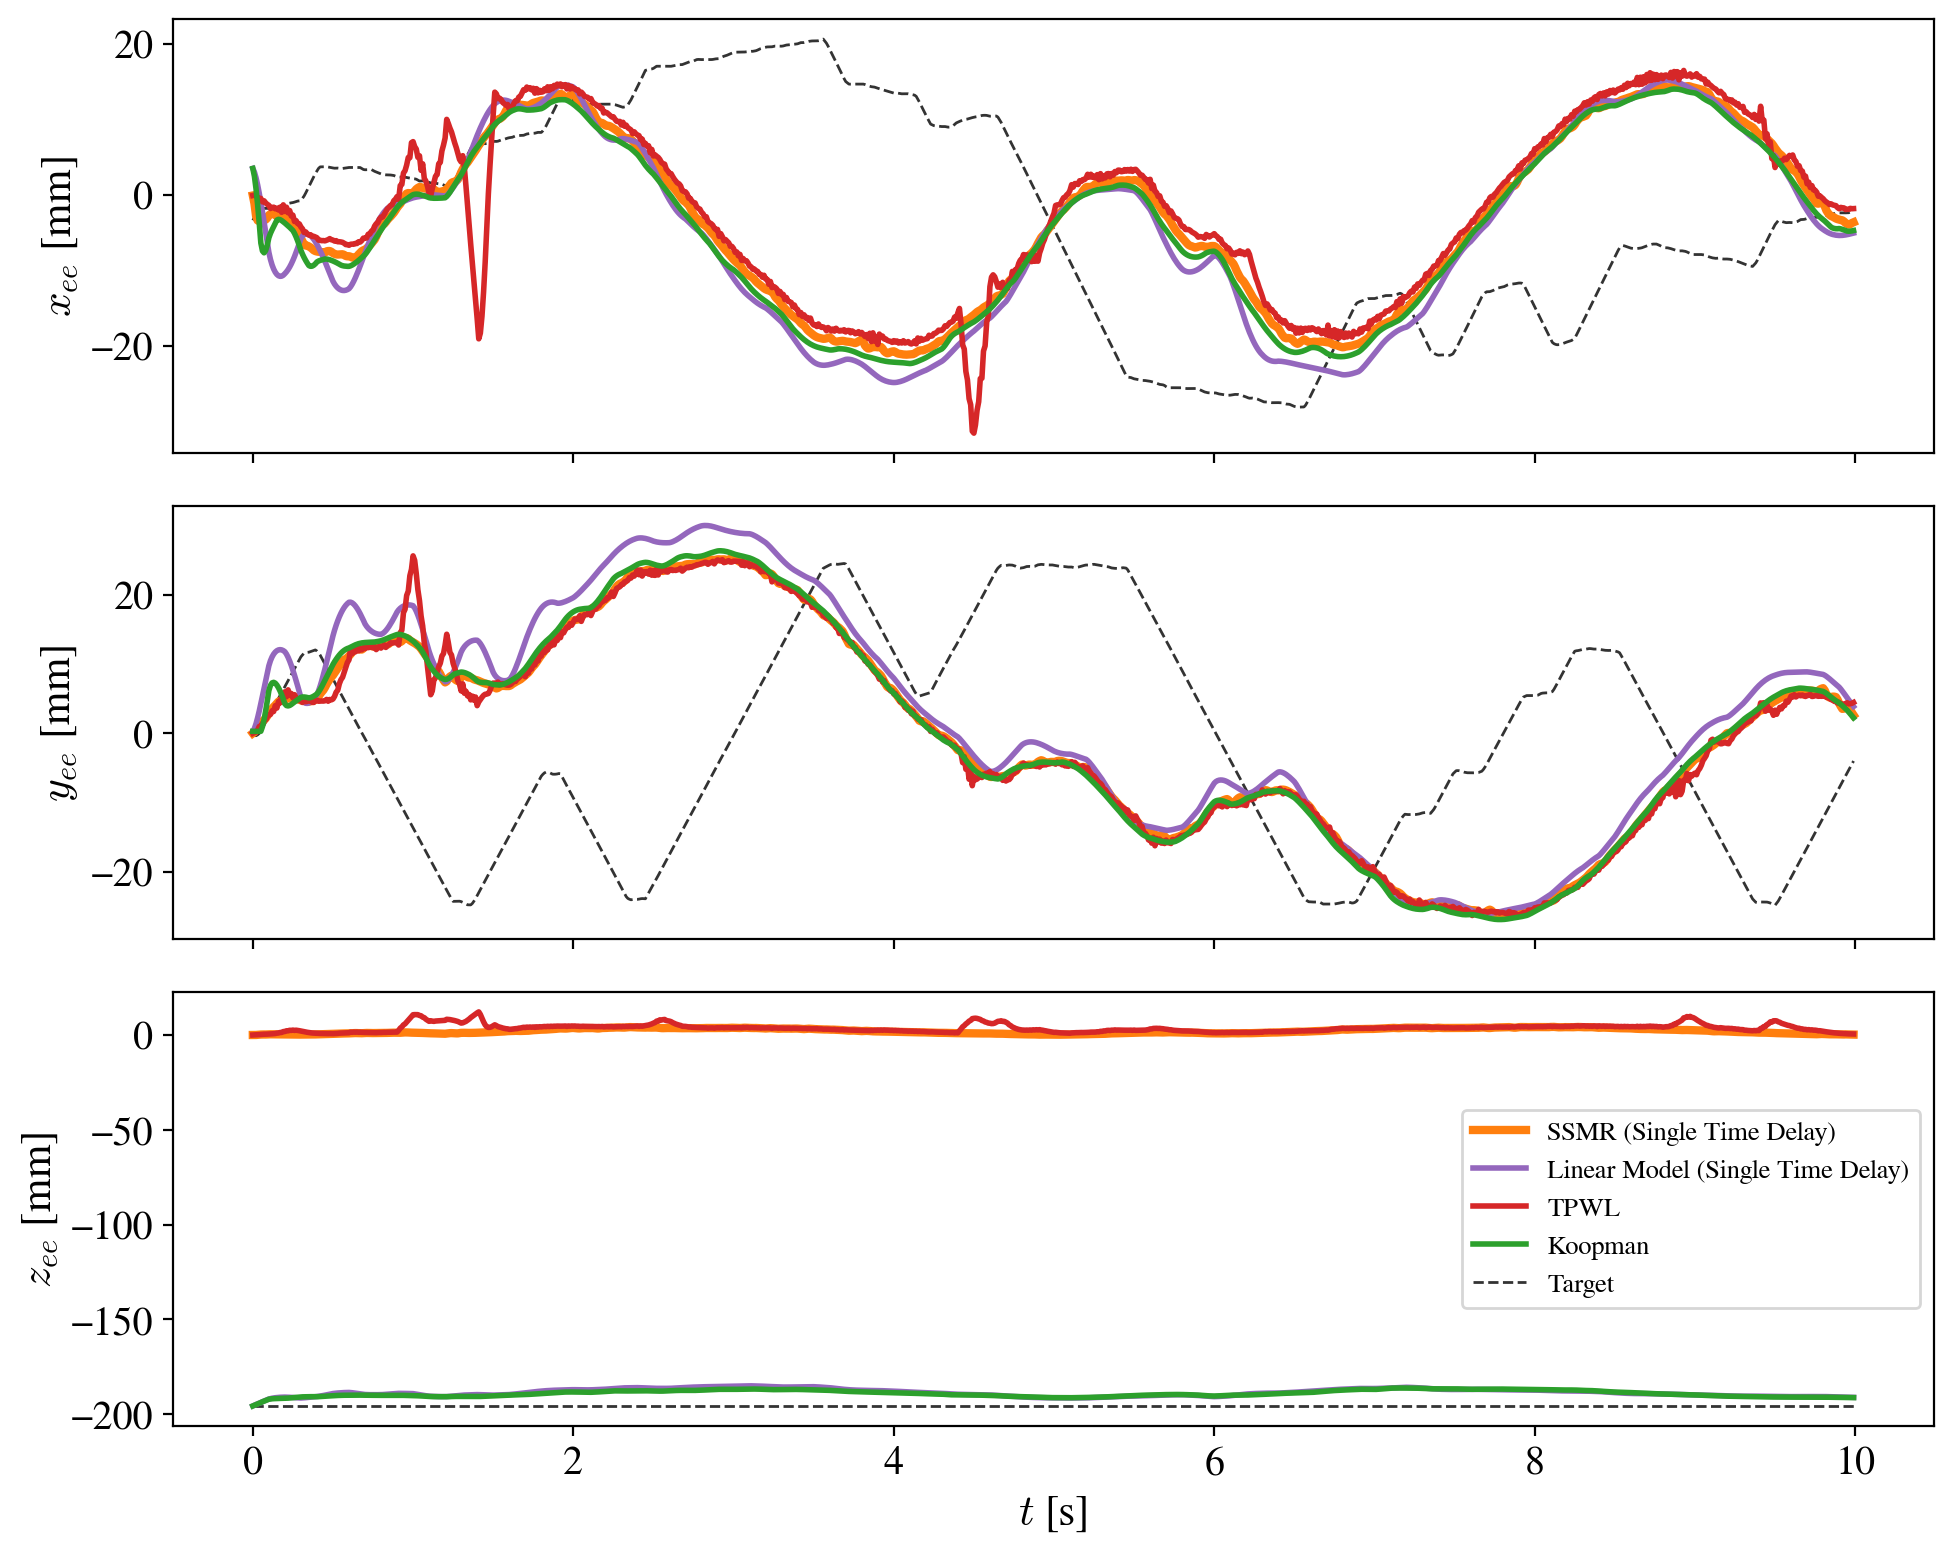 20
0
−20
x_ee [mm]
20
0
−20
y_ee [mm]
0
−50
−100
−150
−200
z_ee [mm]
SSMR (Single Time Delay)
Linear Model (Single Time Delay)
TPWL
Koopman
Target
0 2 4 6 8 10
t [s]